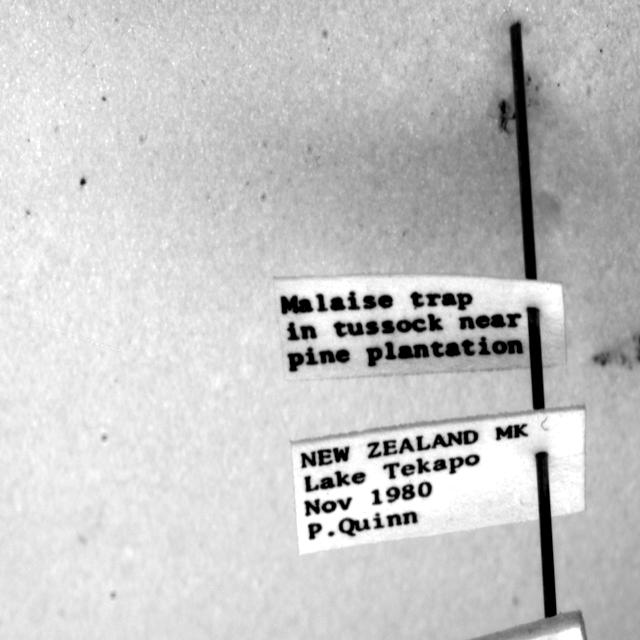 Malaise trap
in tussock near
pine plantation
NEW ZEALAND MK
Lake Tekapo
Nov 1980
P.Quinn